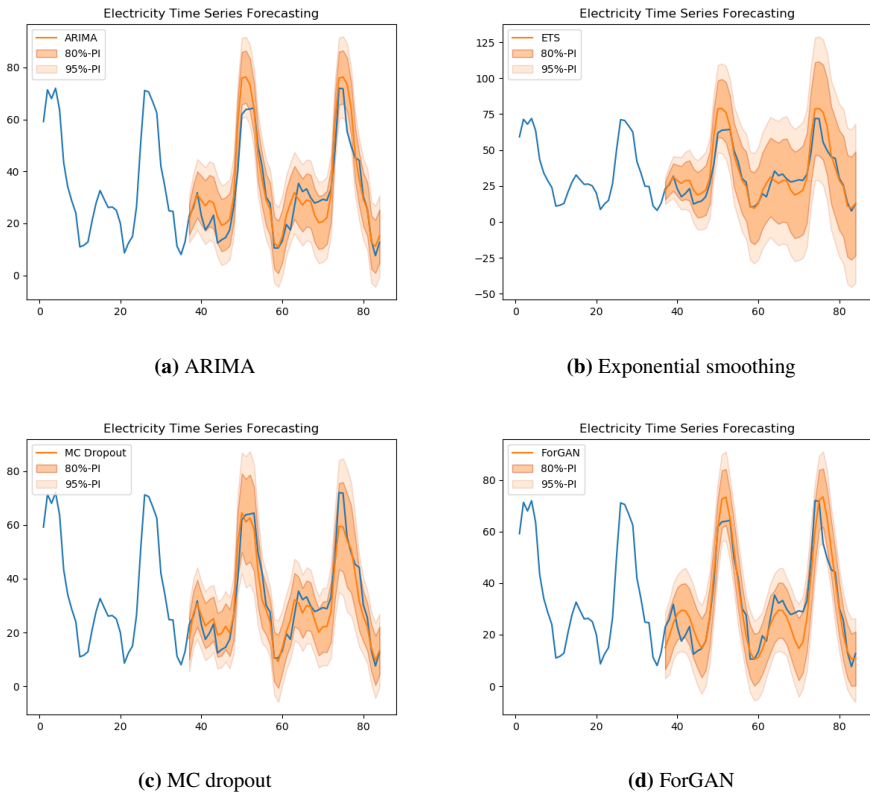 Electricity Time Series Forecasting
ARIMA
80%-PI
95%-PI
80
60
40
20
0
0 20 40 60 80
(a) ARIMA
Electricity Time Series Forecasting
ETS
80%-PI
95%-PI
125
100
75
50
25
0
−25
−50
0 20 40 60 80
(b) Exponential smoothing
Electricity Time Series Forecasting
MC Dropout
80%-PI
95%-PI
80
60
40
20
0
0 20 40 60 80
(c) MC dropout
Electricity Time Series Forecasting
ForGAN
80%-PI
95%-PI
80
60
40
20
0
0 20 40 60 80
(d) ForGAN